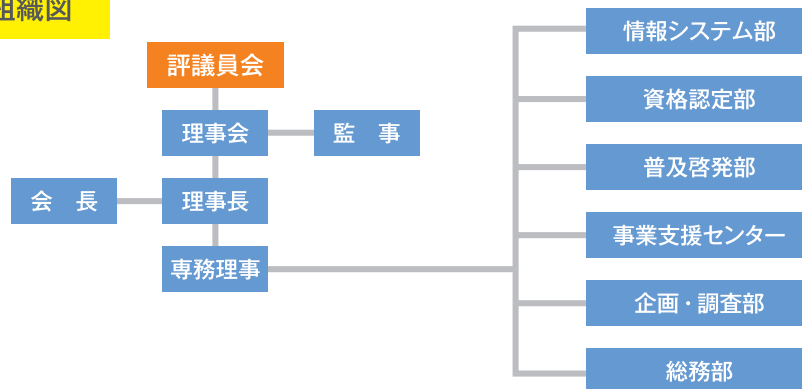 組織図
評議員会
理事会
監　事
会　長
理事長
専務理事
情報システム部
資格認定部
普及啓発部
事業支援センター
企画・調査部
総務部